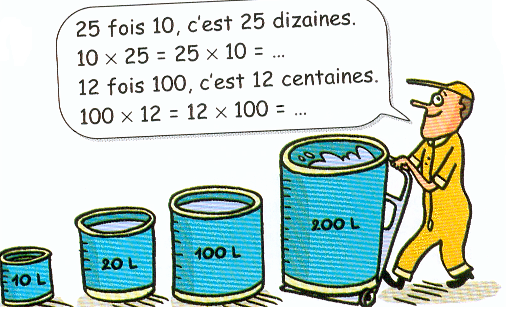 25 fois 10, c'est 25 dizaines.
10 × 25 = 25 × 10 = ...
12 fois 100, c'est 12 centaines.
100 × 12 = 12 × 100 = ...
10 L
20 L
100 L
200 L